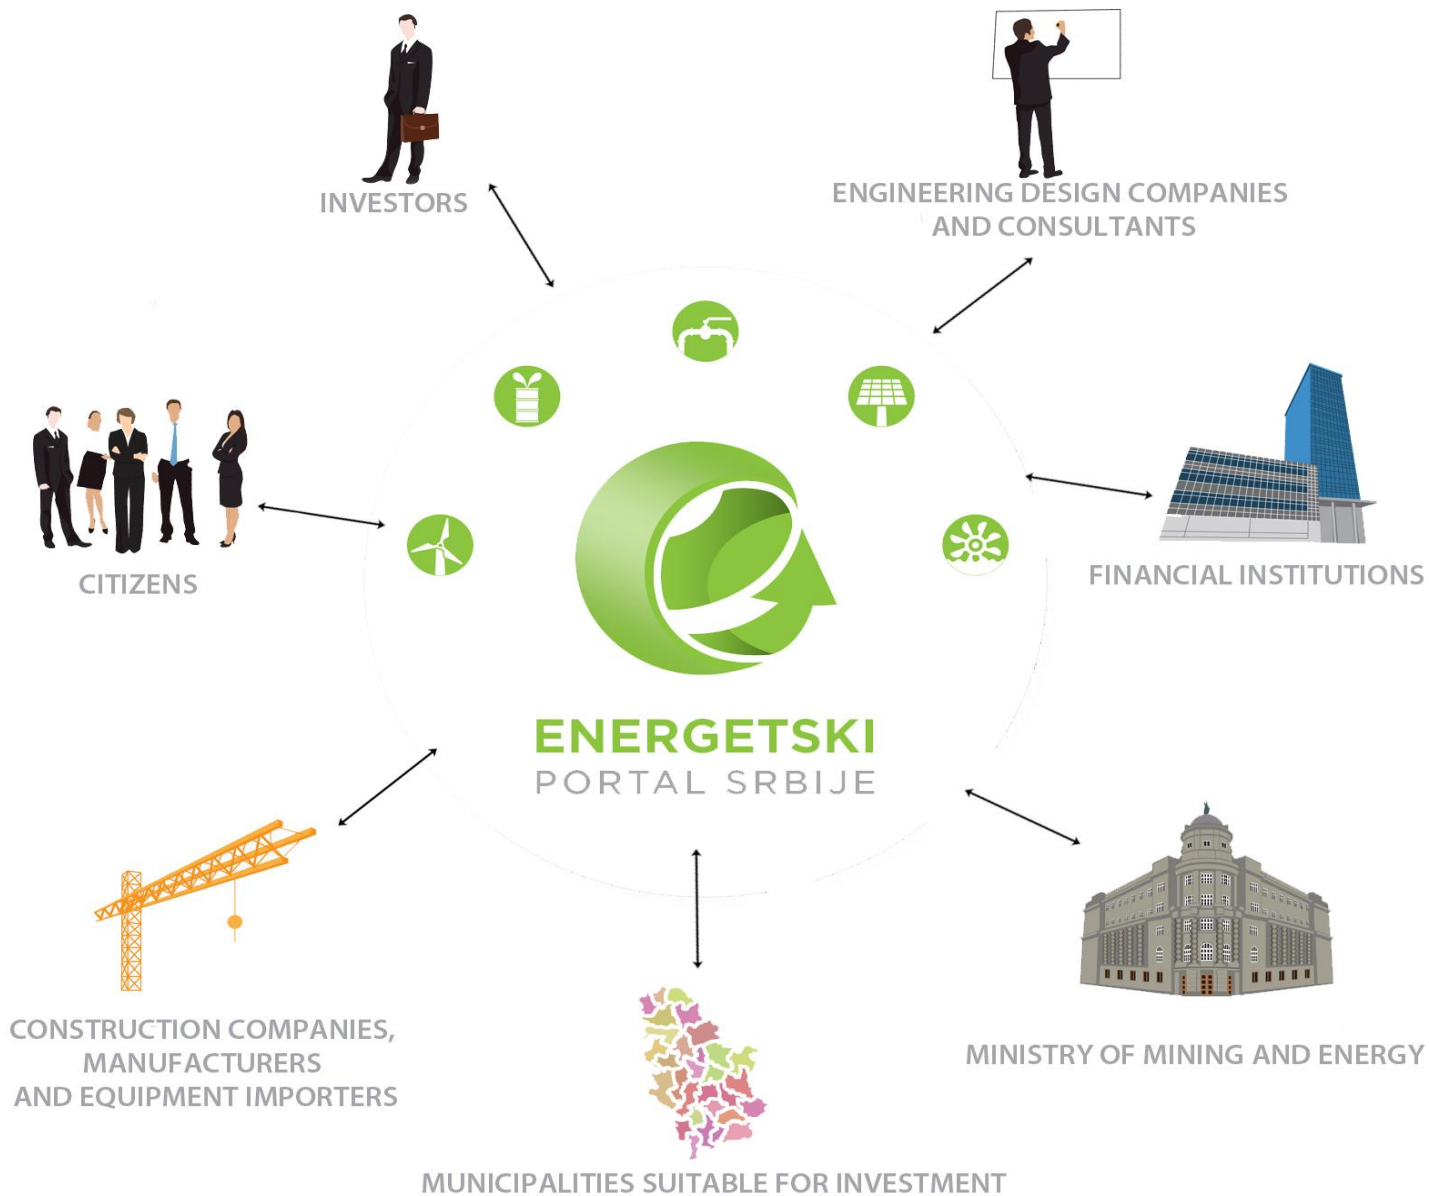 INVESTORS
ENGINEERING DESIGN COMPANIES
AND CONSULTANTS
CITIZENS
FINANCIAL INSTITUTIONS
ENERGETSKI
PORTAL SRBIJE
CONSTRUCTION COMPANIES,
MANUFACTURERS
AND EQUIPMENT IMPORTERS
MINISTRY OF MINING AND ENERGY
MUNICIPALITIES SUITABLE FOR INVESTMENT